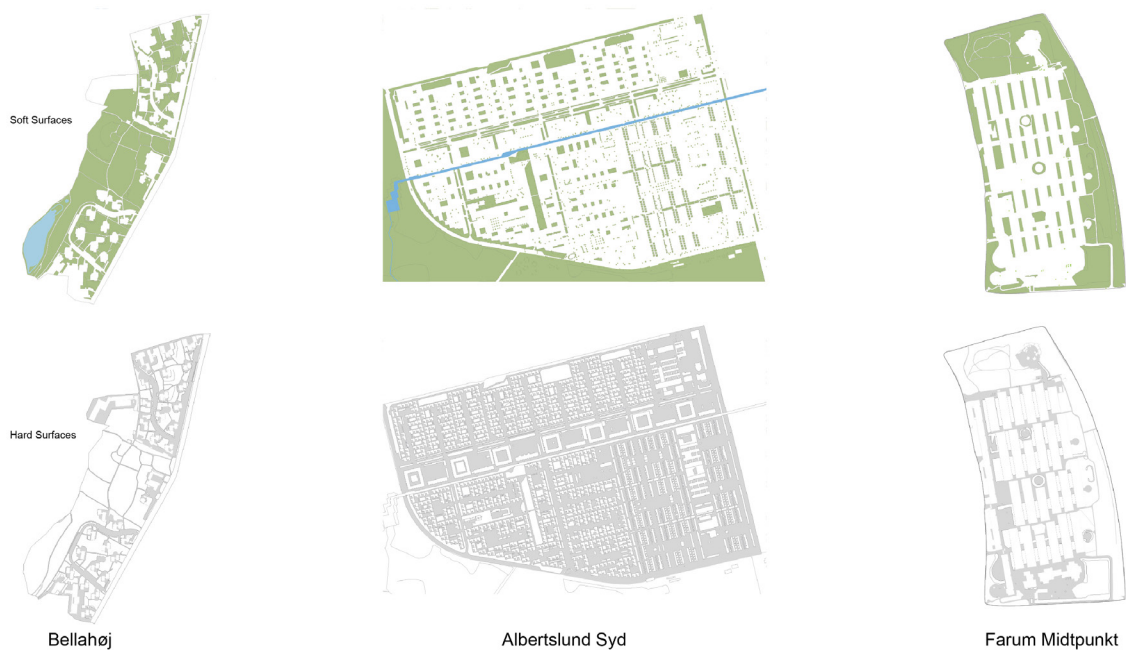 Soft Surfaces
Hard Surfaces
Bellahøj
Albertslund Syd
Farum Midtpunkt